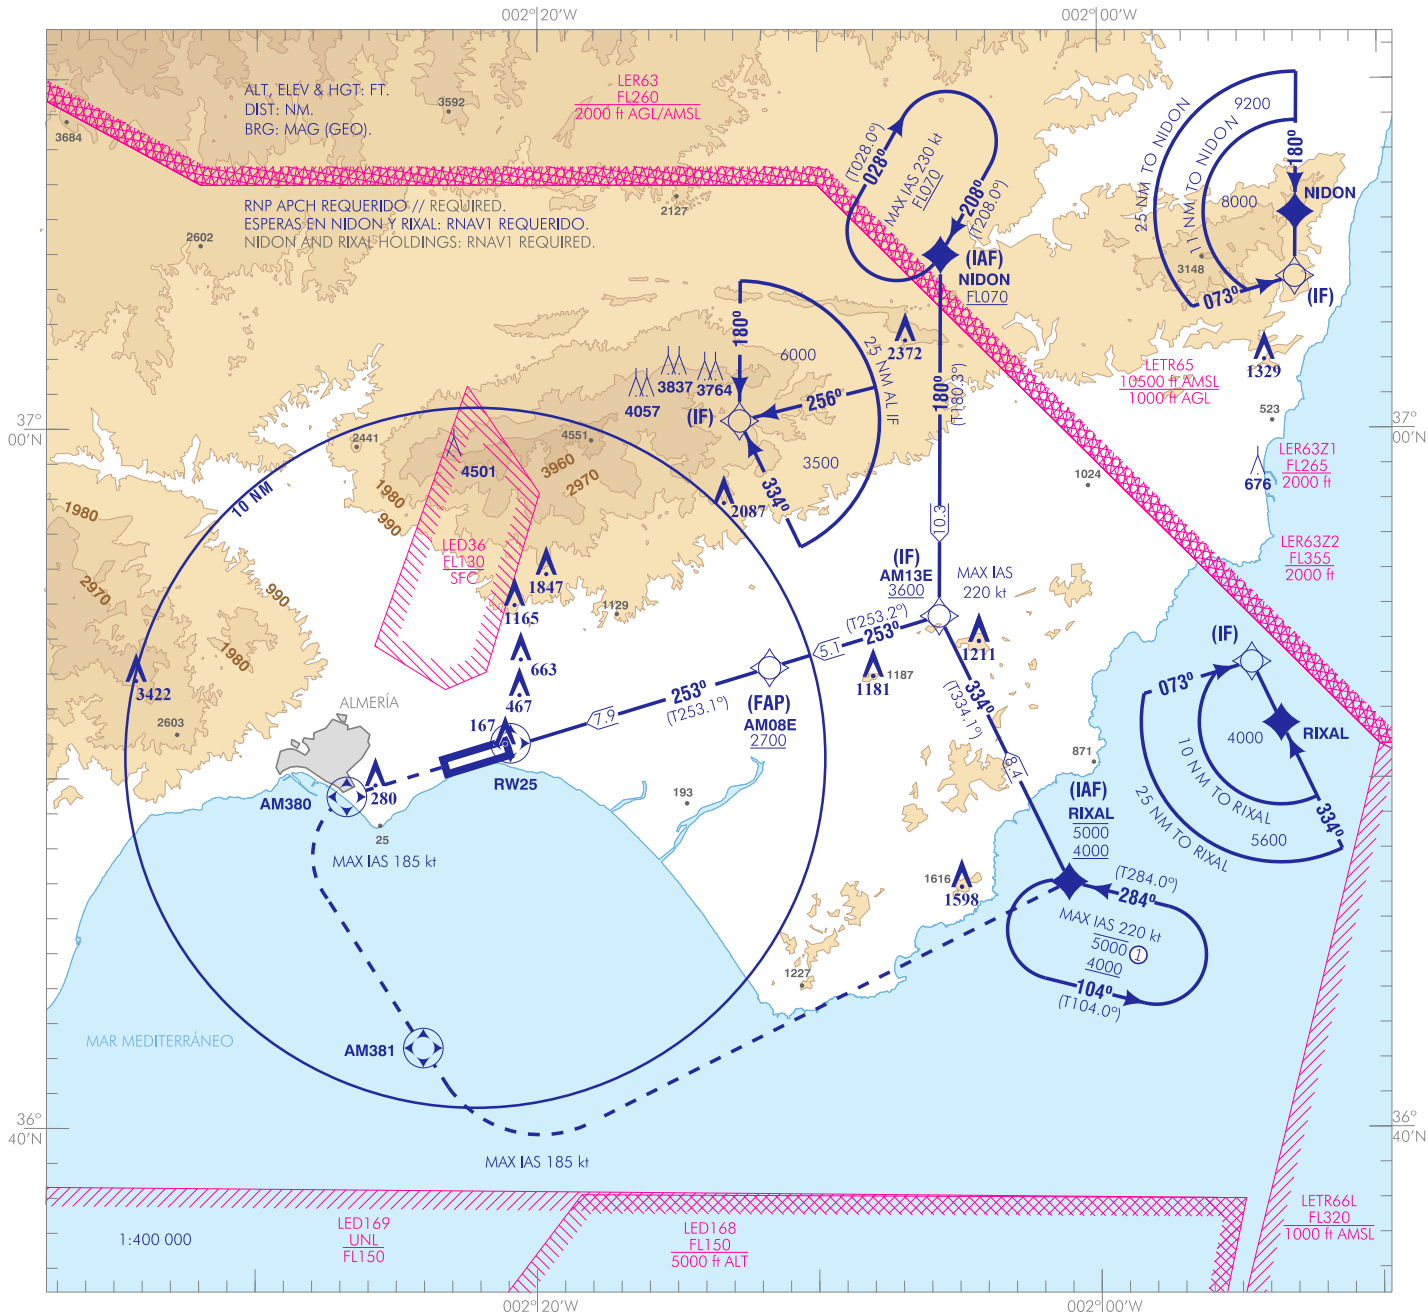 002° 20'W
002° 00'W
ALT, ELEV & HGT: FT.
DIST: NM.
BRG: MAG (GEO).
RNP APCH REQUERIDO // REQUIRED.
ESPERAS EN NIDON Y RIXAL: RNAV1 REQUERIDO.
NIDON AND RIXAL HOLDINGS: RNAV1 REQUIRED.
LER63
FL260
2000 ft AGL/AMSL
3684
3592
2602
2127
(T028.0°)
028°
MAX IAS 230 kt
FL070
208°
(T208.0°)
(IAF)
NIDON
FL070
25 NM TO NIDON
9200
11 NM TO NIDON
8000
180°
NIDON
3148
073°
(IF)
1329
LETR65
10500 ft AMSL
1000 ft AGL
523
1024
676
LER63Z1
FL265
2000 ft
LER63Z2
FL355
2000 ft
180°
6000
25 NM AL IF
256°
(IF)
3500
334°
2372
180°
(T180.3°)
10.3
3837
3764
4057
4551
2441
4501
3960
2970
1980
990
10 NM
2087
37°
00'N
37°
00'N
1980
2970
990
1980
LED36
FL130
SFC
1847
1165
1129
663
467
167
3422
2603
ALMERÍA
(IF)
AM13E
3600
MAX IAS
220 kt
(T253.2°)
253°
5.1
1211
1181
1187
253°
(T253.1°)
7.9
(FAP)
AM08E
2700
334°
(T334.1°)
8.4
871
(IF)
073°
4000
RIXAL
10 NM TO RIXAL
25 NM TO RIXAL
5600
334°
AM380
280
25
RW25
193
MAX IAS 185 kt
(IAF)
RIXAL
5000
4000
(T284.0°)
284°
MAX IAS 220 kt
5000 1
4000
104°
(T104.0°)
1616
1598
1227
MAR MEDITERRÁNEO
AM381
MAX IAS 185 kt
36°
40'N
36°
40'N
1:400 000
LED169
UNL
FL150
LED168
FL150
5000 ft ALT
LETR66L
FL320
1000 ft AMSL
002° 20'W
002° 00'W